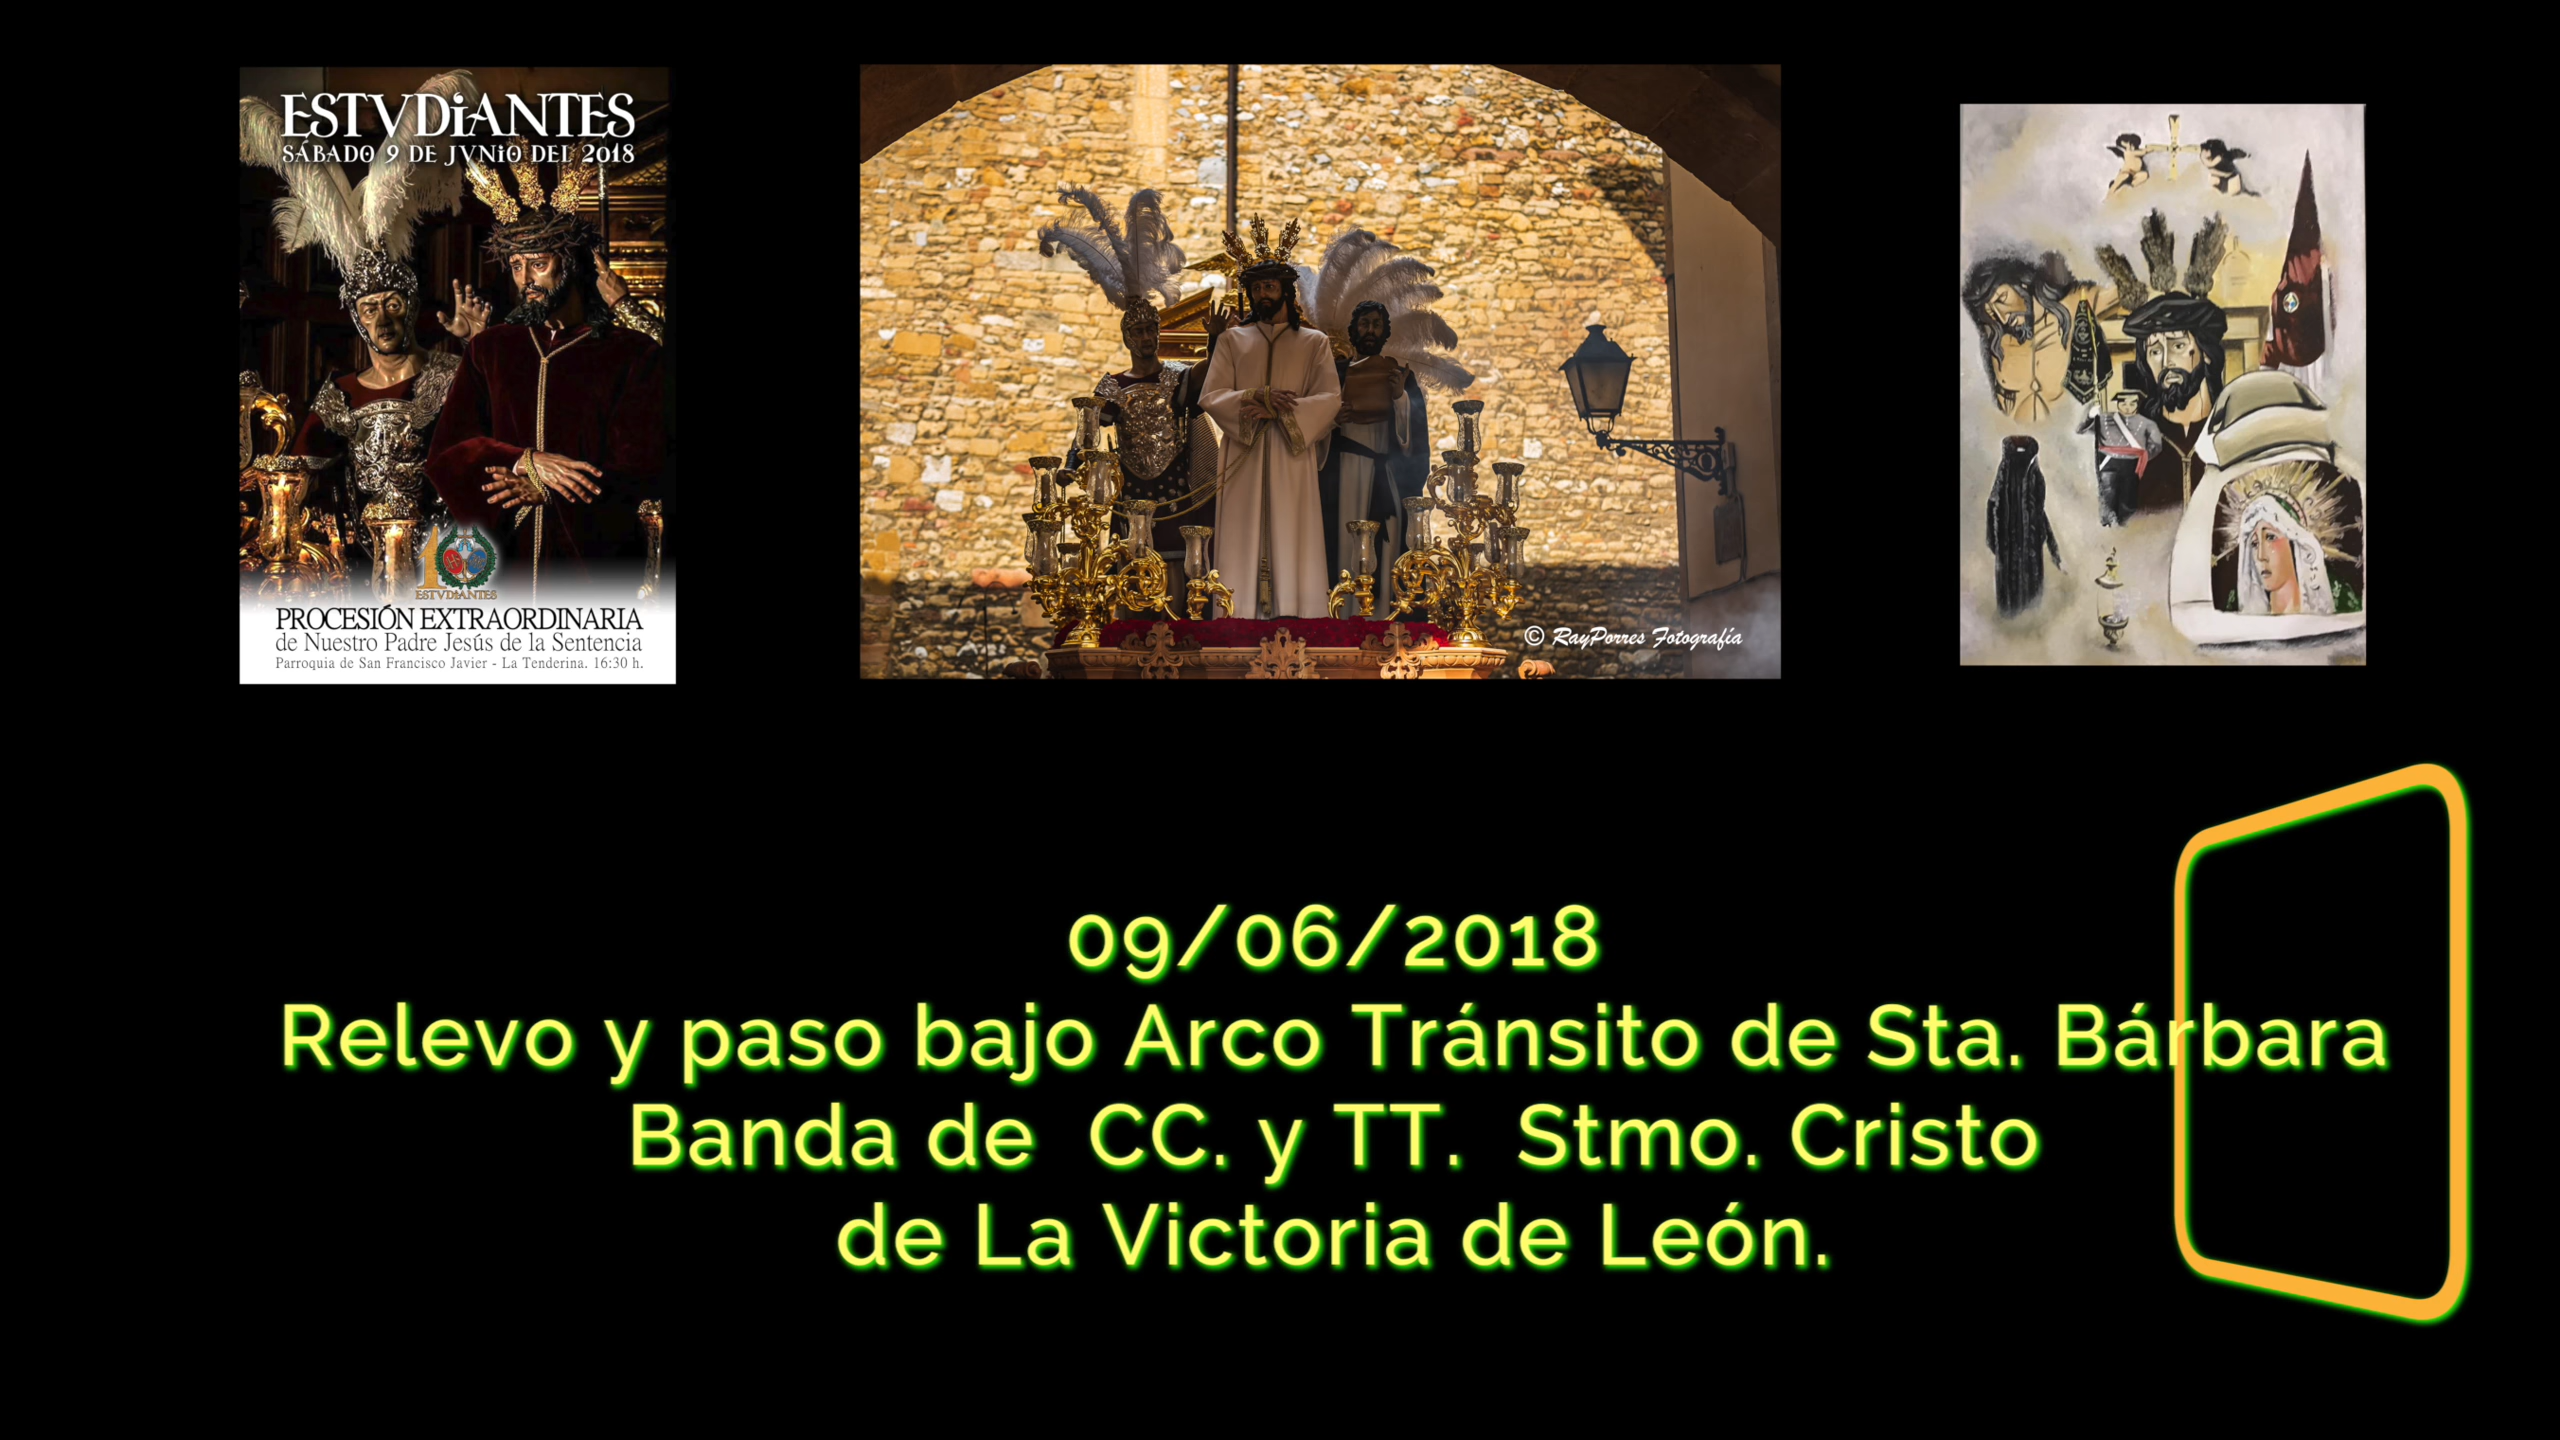 ESTVDiANTES
SÁBADO 9 DE JVNiO DEL 2018
10
ESTVDiANTES
PROCESIÓN EXTRAORDINARIA
de Nuestro Padre Jesús de la Sentencia
Parroquia de San Francisco Javier - La Tenderina. 16:30 h.
© RayPorres Fotografía
09/06/2018
Relevo y paso bajo Arco Tránsito de Sta. Bárbara
Banda de CC. y TT. Stmo. Cristo
de La Victoria de León.